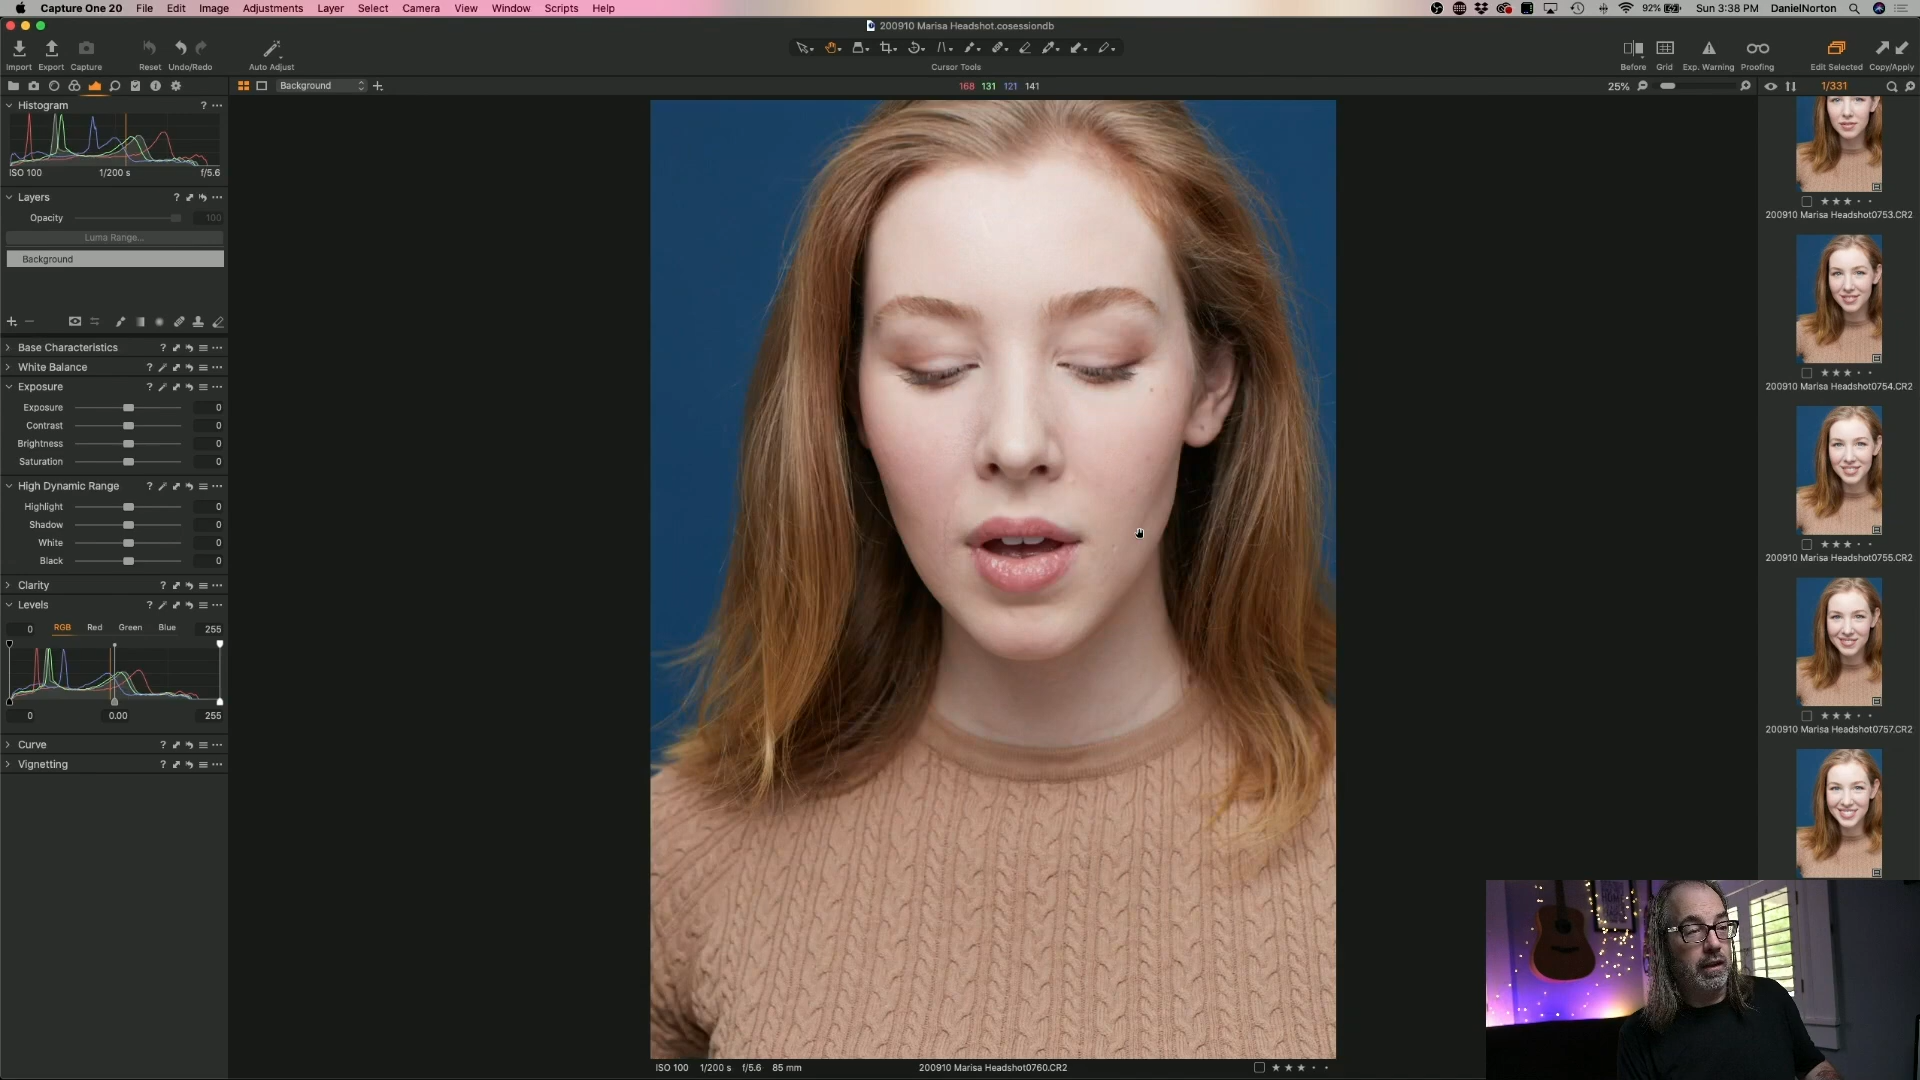 Capture One 20 File Edit Image Adjustments Layer Select Camera View Window Scripts Help
92% Sun 3:38 PM DanielNorton
200910 Marisa Headshot.cosessiondb
Import Export Capture Reset Undo/Redo Auto Adjust Cursor Tools Before Grid Exp. Warning Proofing Edit Selected Copy/Apply
Background
168 131 121 141
25%
1/331
Histogram
ISO 100 1/200 s f/5.6
Layers
Opacity 100
Luma Range...
Background
Base Characteristics
White Balance
Exposure
Exposure 0
Contrast 0
Brightness 0
Saturation 0
High Dynamic Range
Highlight 0
Shadow 0
White 0
Black 0
Clarity
Levels
0 RGB Red Green Blue 255
0 0.00 255
Curve
Vignetting
200910 Marisa Headshot0753.CR2
200910 Marisa Headshot0754.CR2
200910 Marisa Headshot0755.CR2
200910 Marisa Headshot0757.CR2
ISO 100 1/200 s f/5.6 85 mm 200910 Marisa Headshot0760.CR2